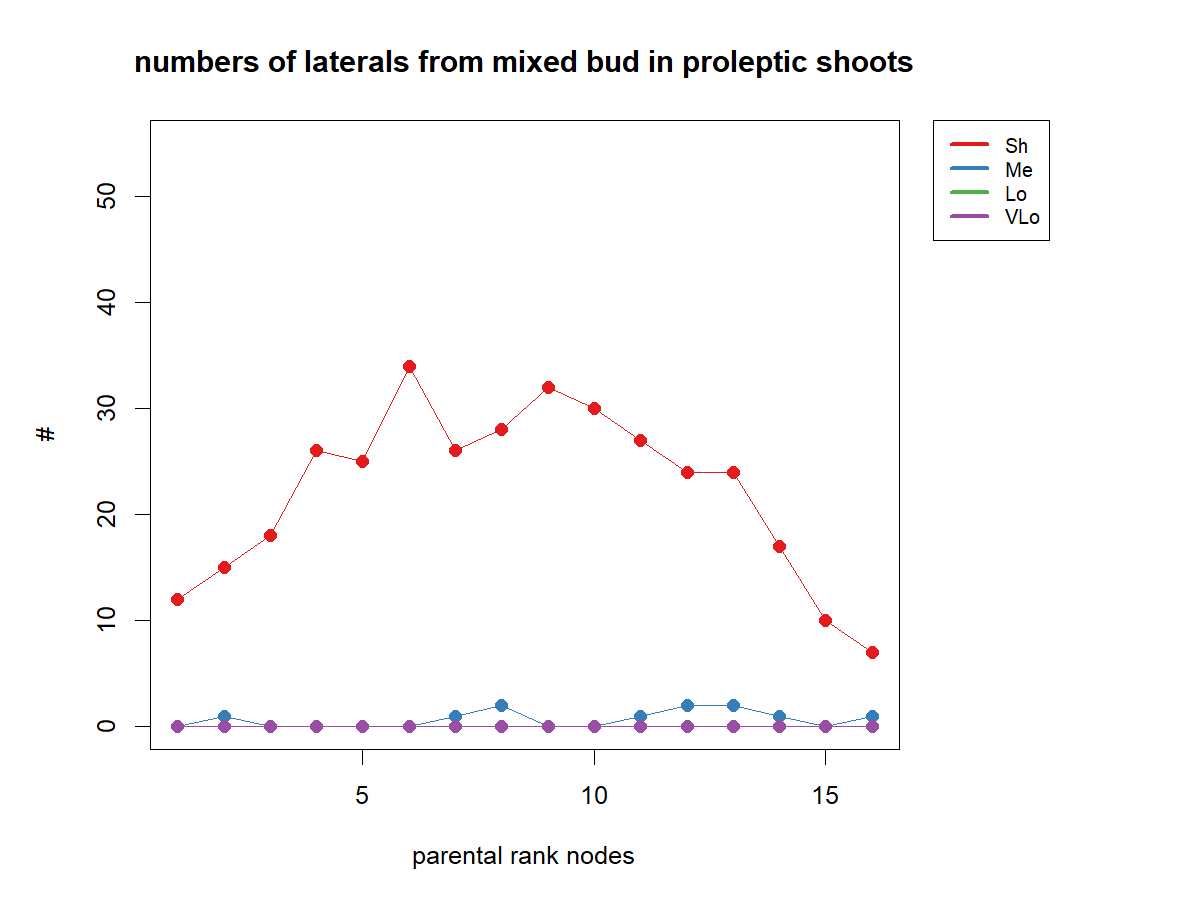 numbers of laterals from mixed bud in proleptic shoots
Sh
Me
Lo
VLo
50
40
30
20
10
0
#
5 10 15
parental rank nodes